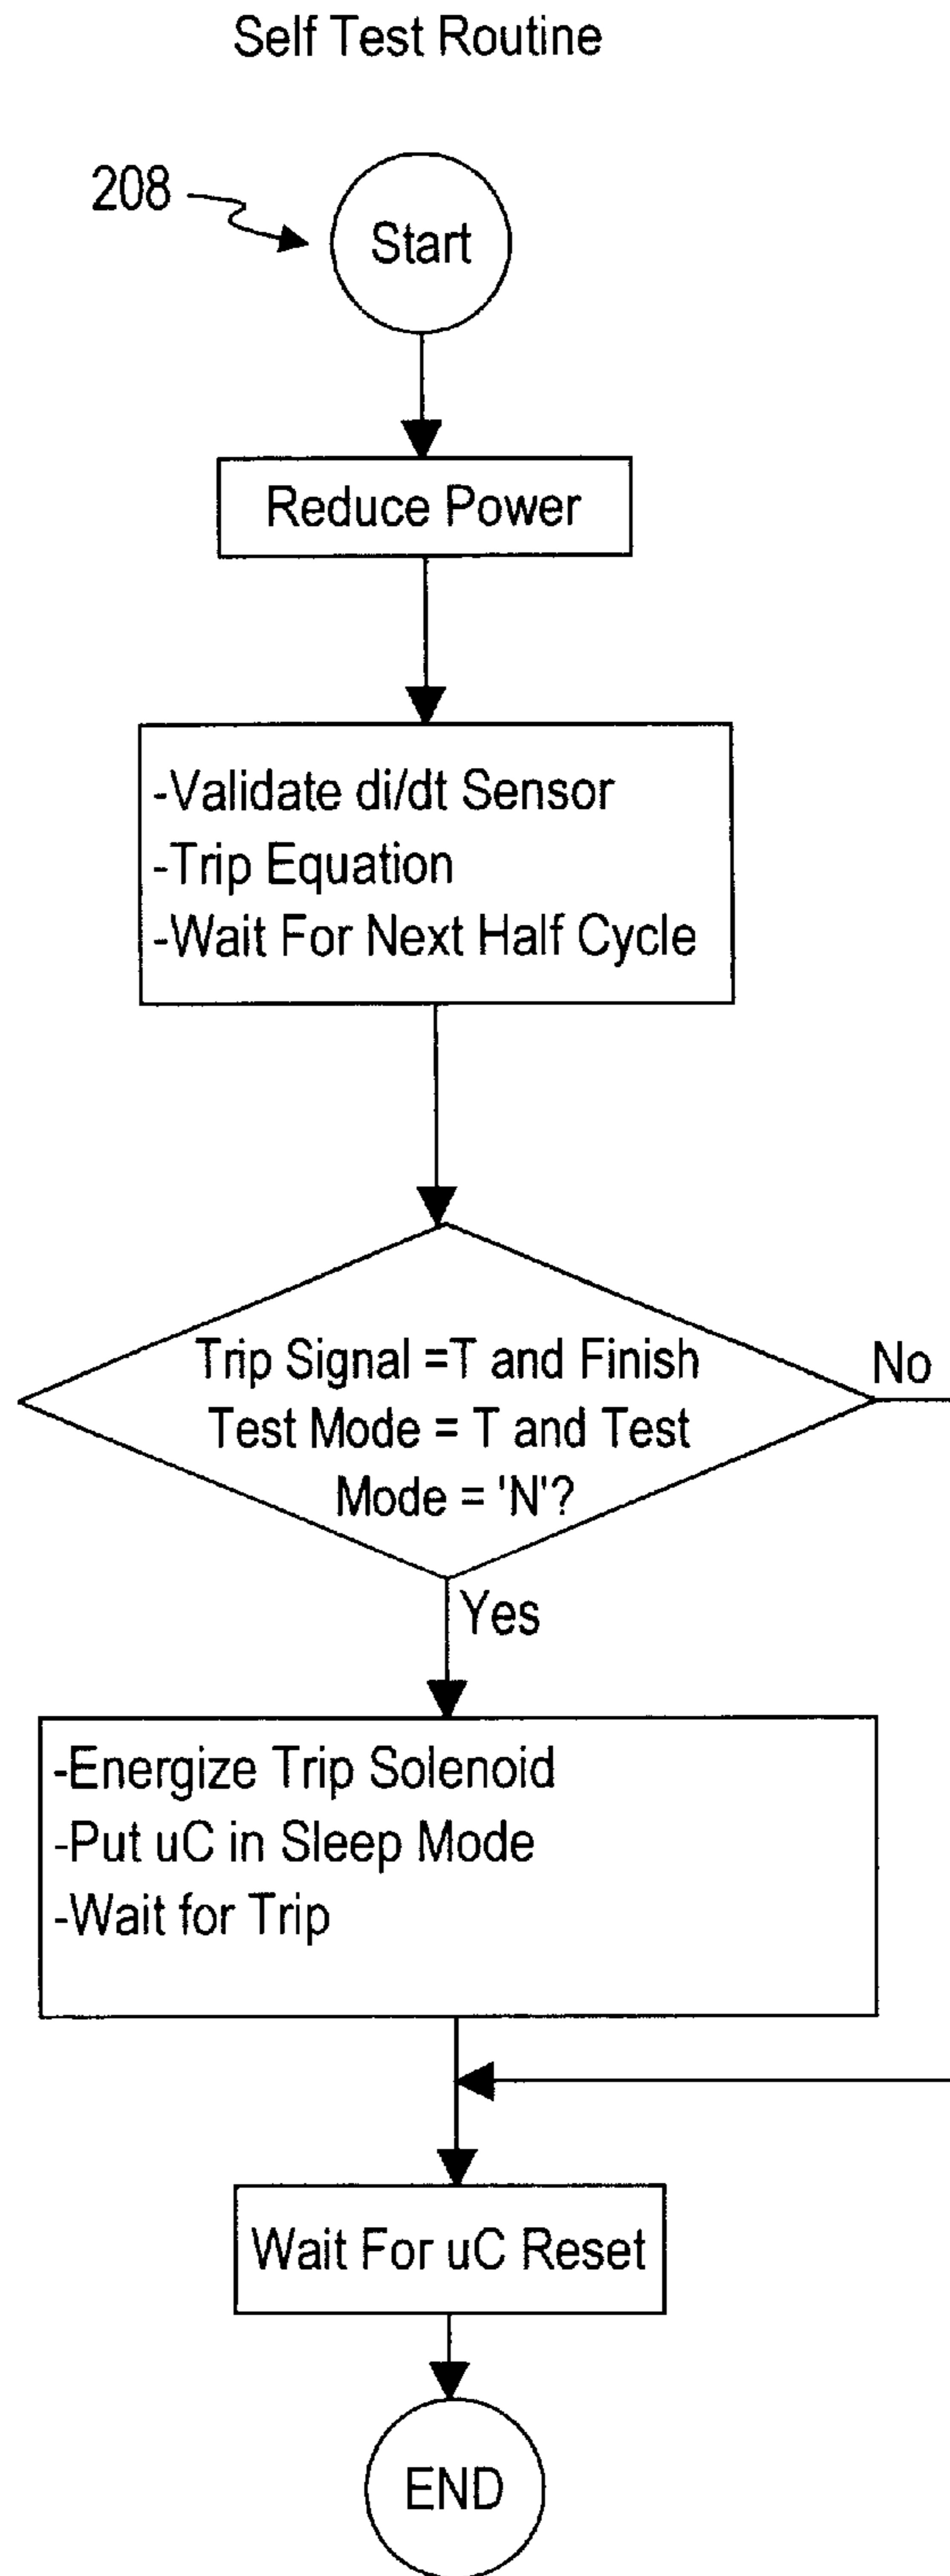 Self Test Routine
208
Start
Reduce Power
-Validate di/dt Sensor
-Trip Equation
-Wait For Next Half Cycle
Trip Signal =T and Finish
Test Mode = T and Test
Mode = 'N'?
No
Yes
-Energize Trip Solenoid
-Put uC in Sleep Mode
-Wait for Trip
Wait For uC Reset
END